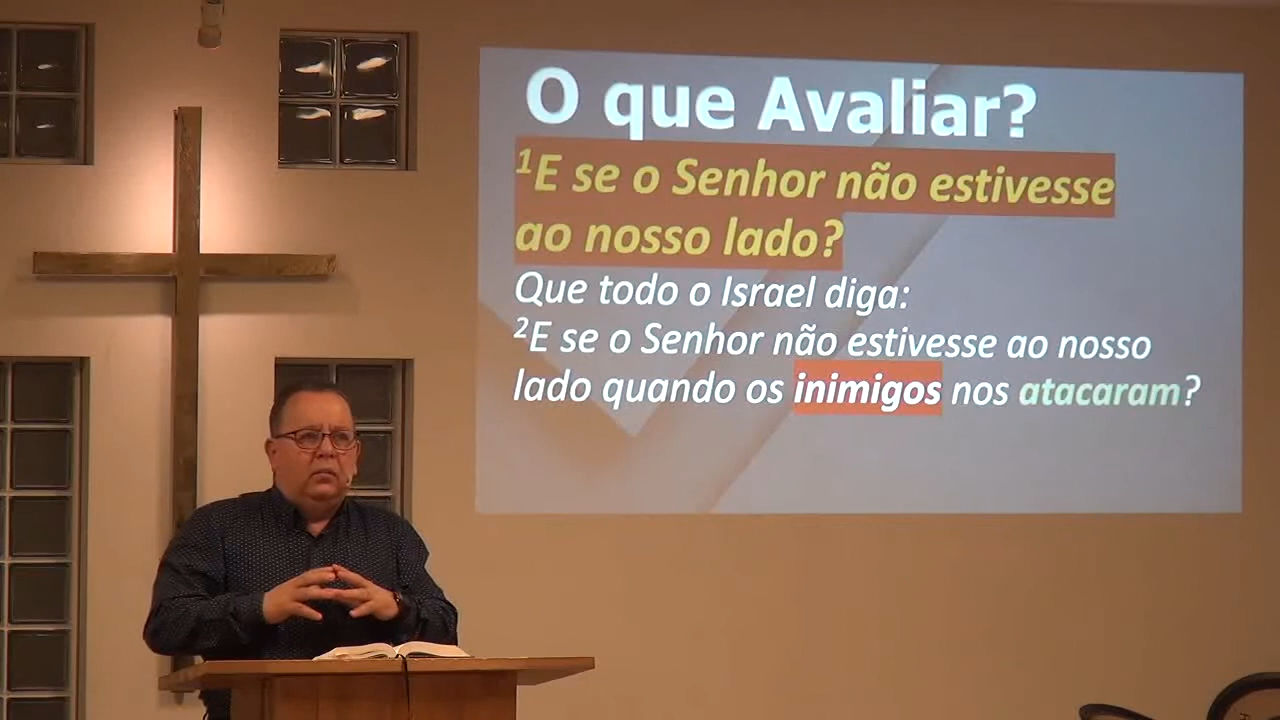 O que Avaliar?
¹E se o Senhor não estivesse
ao nosso lado?
Que todo o Israel diga:
²E se o Senhor não estivesse ao nosso
lado quando os inimigos nos atacaram?